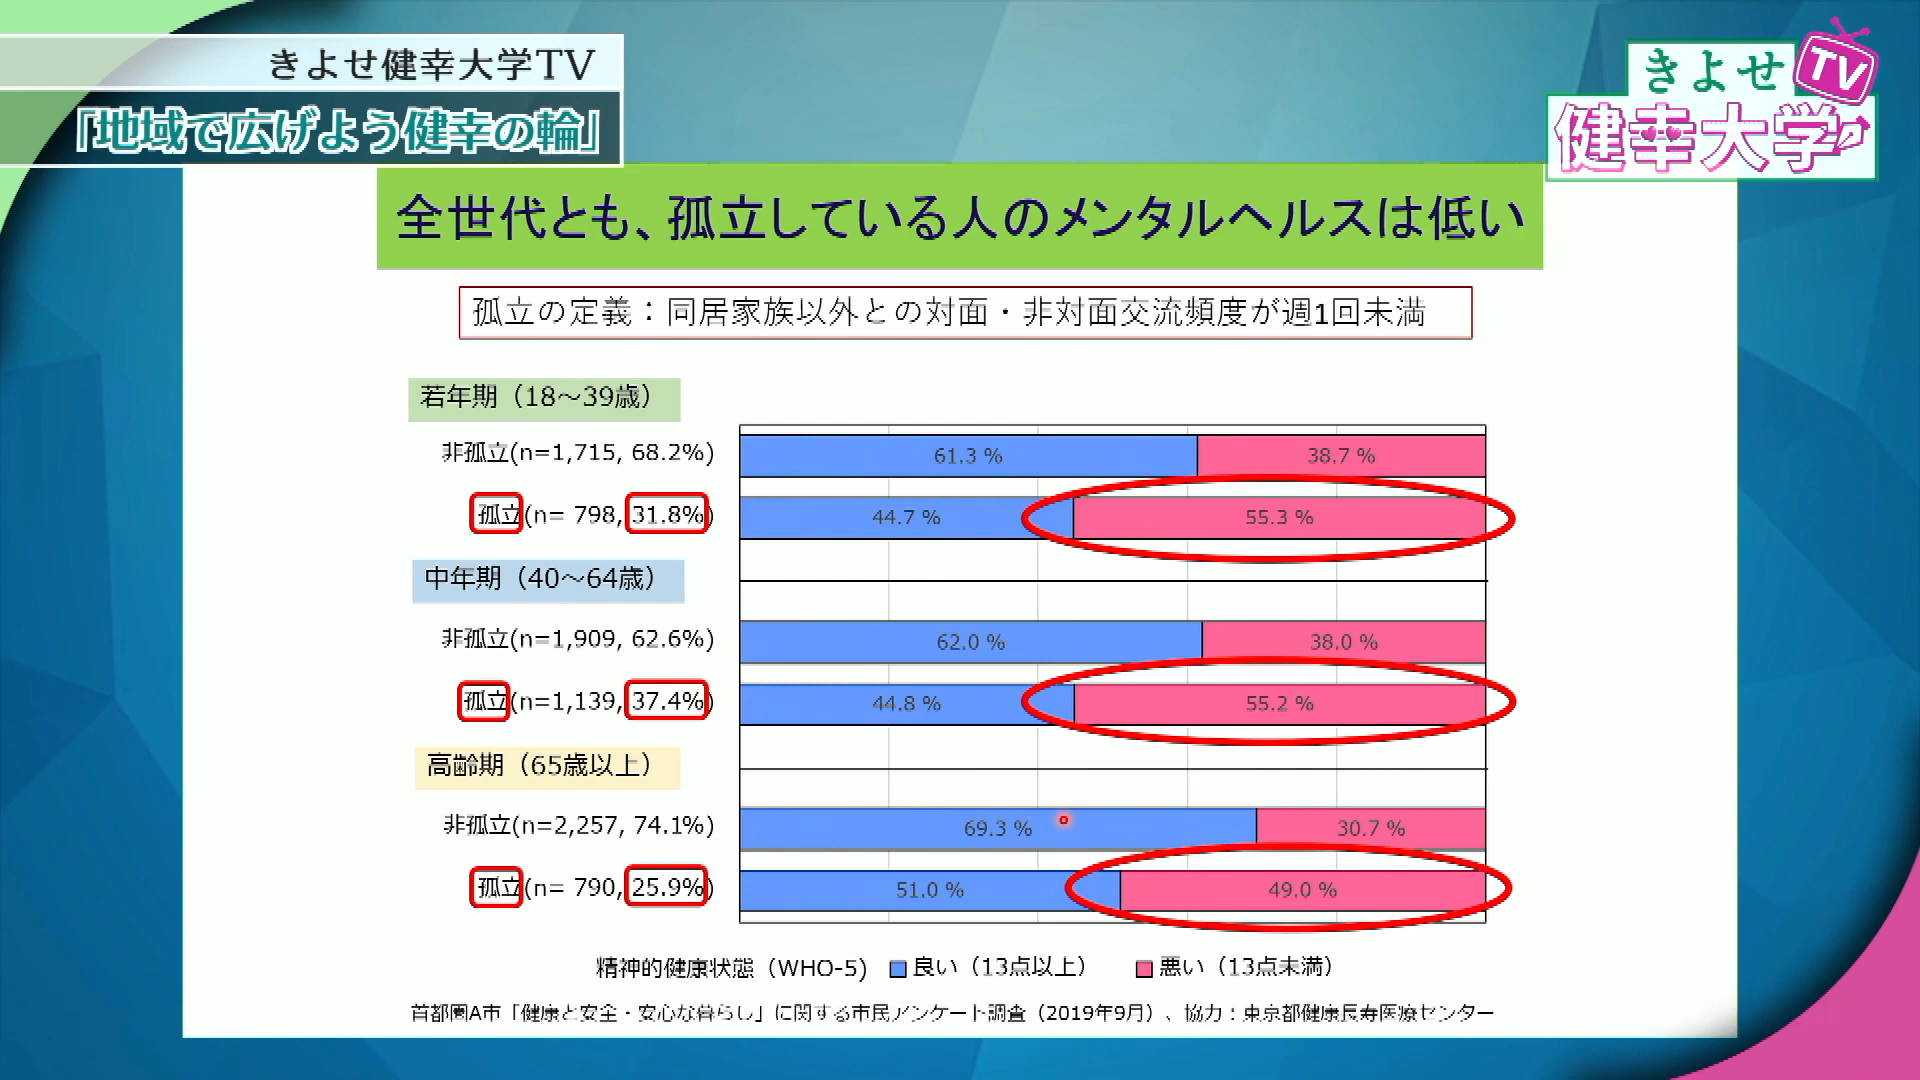 きよせ健幸大学TV
「地域で広げよう健幸の輪」
きよせ
TV
健幸大学
全世代とも、孤立している人のメンタルヘルスは低い
孤立の定義：同居家族以外との対面・非対面交流頻度が週1回未満
若年期（18～39歳）
非孤立(n=1,715, 68.2%) 61.3 % 38.7 %
孤立(n= 798, 31.8%) 44.7 % 55.3 %
中年期（40～64歳）
非孤立(n=1,909, 62.6%) 62.0 % 38.0 %
孤立(n=1,139, 37.4%) 44.8 % 55.2 %
高齢期（65歳以上）
非孤立(n=2,257, 74.1%) 69.3 % 30.7 %
孤立(n= 790, 25.9%) 51.0 % 49.0 %
精神的健康状態（WHO-5） 良い（13点以上） 悪い（13点未満）
首都圏A市「健康と安全・安心な暮らし」に関する市民アンケート調査（2019年9月）、協力：東京都健康長寿医療センター